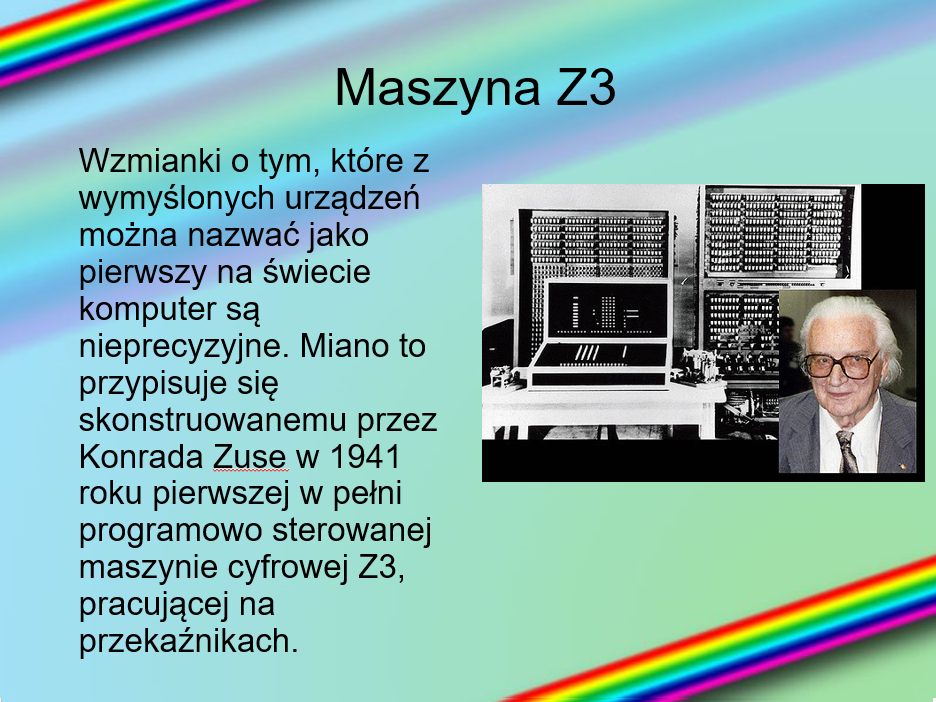 Maszyna Z3
Wzmianki o tym, które z
wymyślonych urządzeń
można nazwać jako
pierwszy na świecie
komputer są
nieprecyzyjne. Miano to
przypisuje się
skonstruowanemu przez
Konrada Zuse w 1941
roku pierwszej w pełni
programowo sterowanej
maszynie cyfrowej Z3,
pracującej na
przekaźnikach.